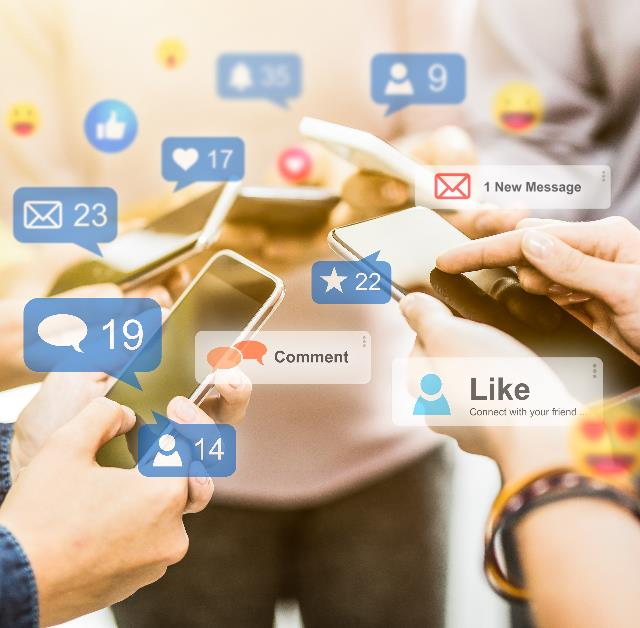 35
9
17
1 New Message
23
22
19
Comment
Like
Connect with your friend ...
14